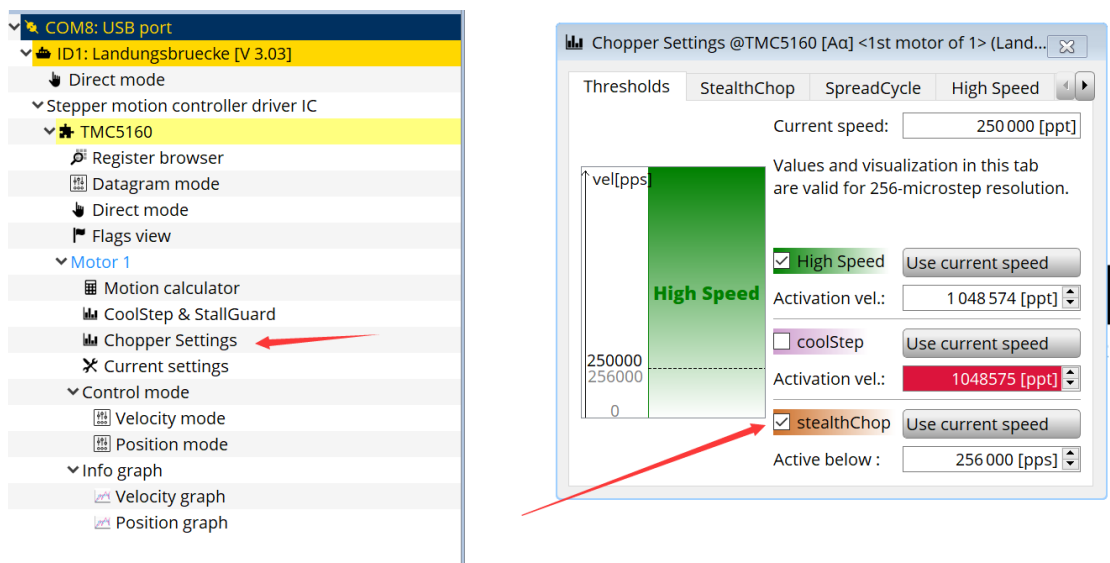 COM8: USB port
ID1: Landungsbruecke [V 3.03]
Direct mode
Stepper motion controller driver IC
TMC5160
Register browser
Datagram mode
Direct mode
Flags view
Motor 1
Motion calculator
CoolStep & StallGuard
Chopper Settings
Current settings
Control mode
Velocity mode
Position mode
Info graph
Velocity graph
Position graph
Chopper Settings @TMC5160 [Aα] <1st motor of 1> (Land...
Thresholds StealthChop SpreadCycle High Speed
Current speed: 250 000 [ppt]
Values and visualization in this tab
are valid for 256-microstep resolution.
vel[pps]
High Speed
250000
256000
0
High Speed Use current speed
Activation vel.: 1 048 574 [ppt]
coolStep Use current speed
Activation vel.: 1048575 [ppt]
stealthChop Use current speed
Active below : 256 000 [pps]